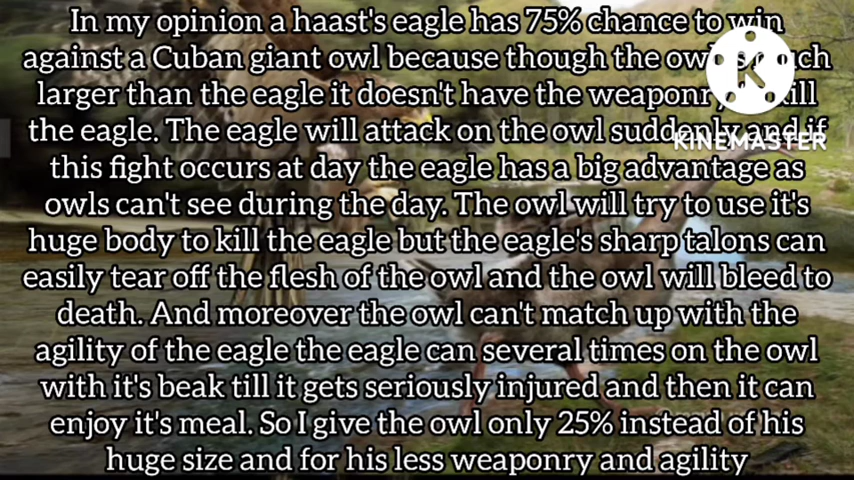 In my opinion a haast's eagle has 75% chance to win
against a Cuban giant owl because though the owl is much
larger than the eagle it doesn't have the weaponry to kill
the eagle. The eagle will attack on the owl suddenly and if
this fight occurs at day the eagle has a big advantage as
owls can't see during the day. The owl will try to use it's
huge body to kill the eagle but the eagle's sharp talons can
easily tear off the flesh of the owl and the owl will bleed to
death. And moreover the owl can't match up with the
agility of the eagle the eagle can several times on the owl
with it's beak till it gets seriously injured and then it can
enjoy it's meal. So I give the owl only 25% instead of his
huge size and for his less weaponry and agility
K
KINEMASTER